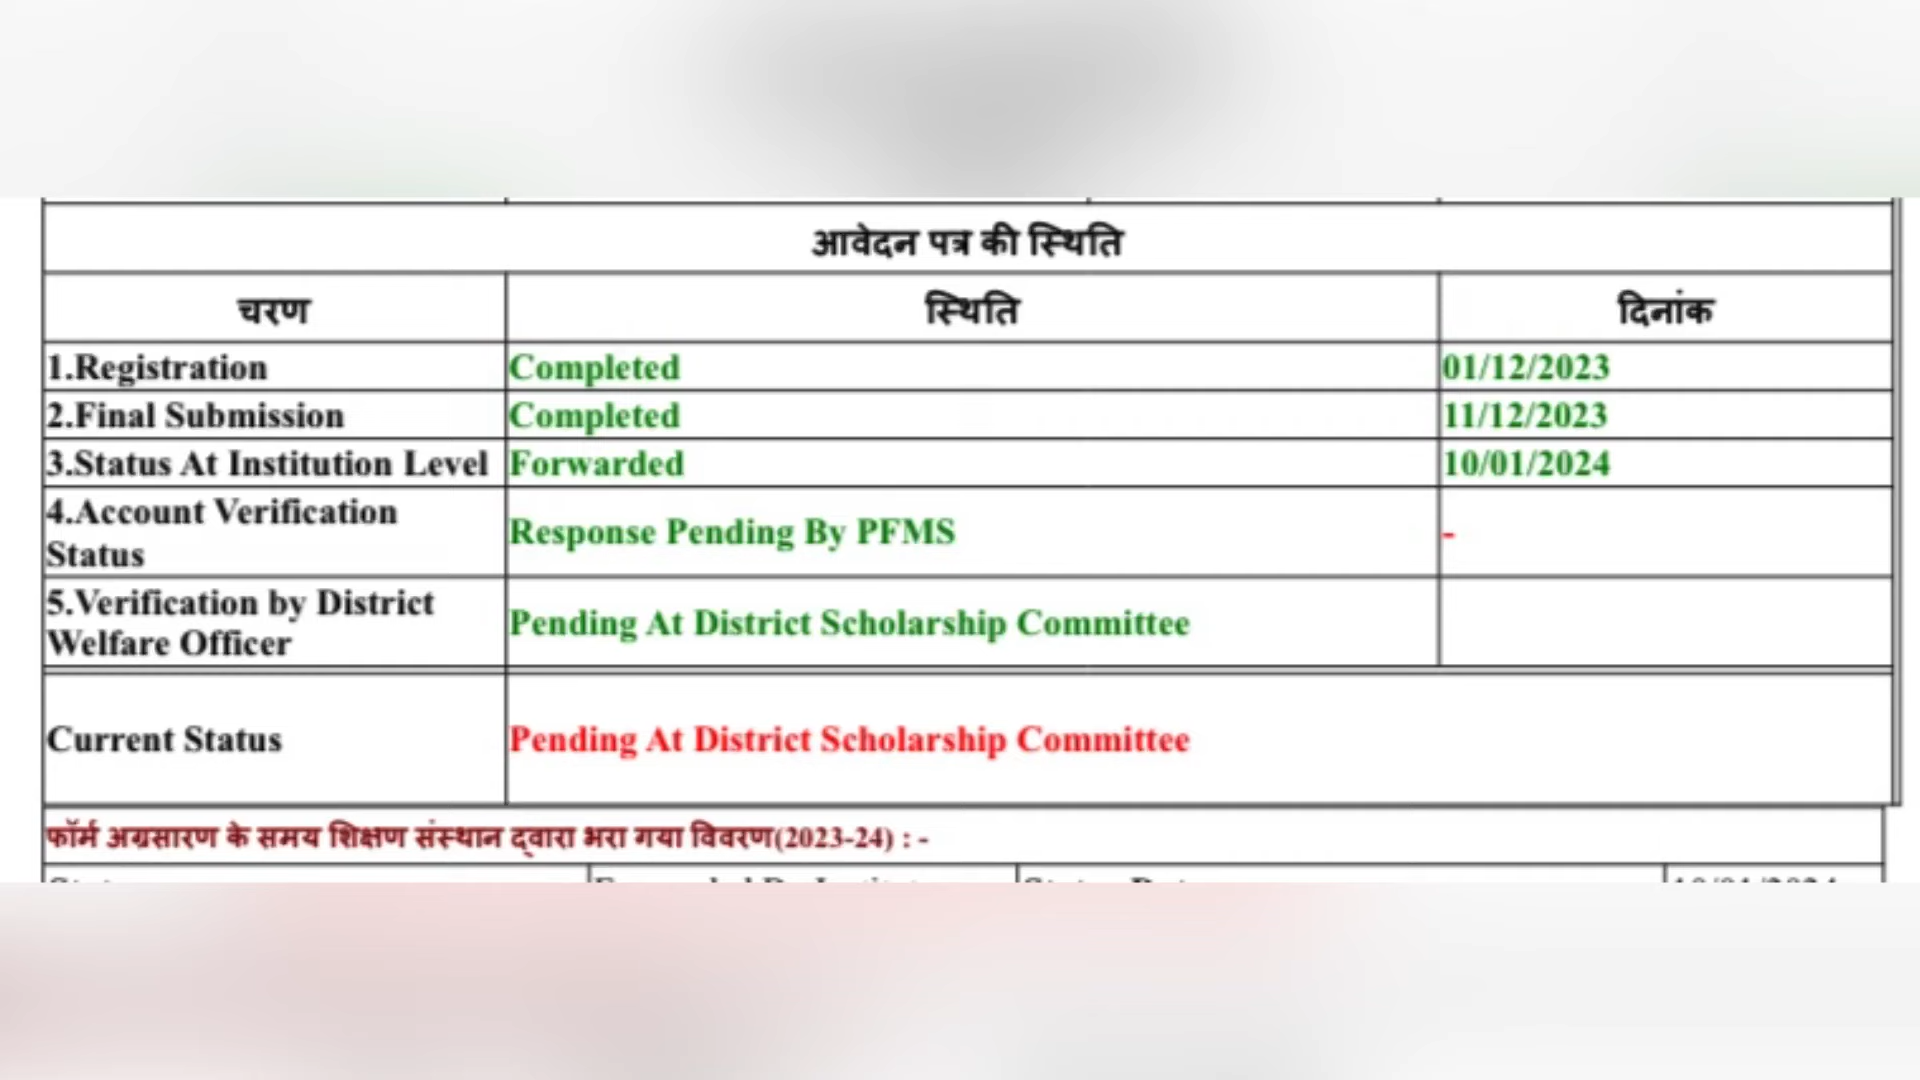 आवेदन पत्र की स्थिति
चरण स्थिति दिनांक
1.Registration Completed 01/12/2023
2.Final Submission Completed 11/12/2023
3.Status At Institution Level Forwarded 10/01/2024
4.Account Verification Status Response Pending By PFMS -
5.Verification by District Welfare Officer Pending At District Scholarship Committee
Current Status Pending At District Scholarship Committee
फॉर्म अग्रसारण के समय शिक्षण संस्थान द्वारा भरा गया विवरण(2023-24) : -